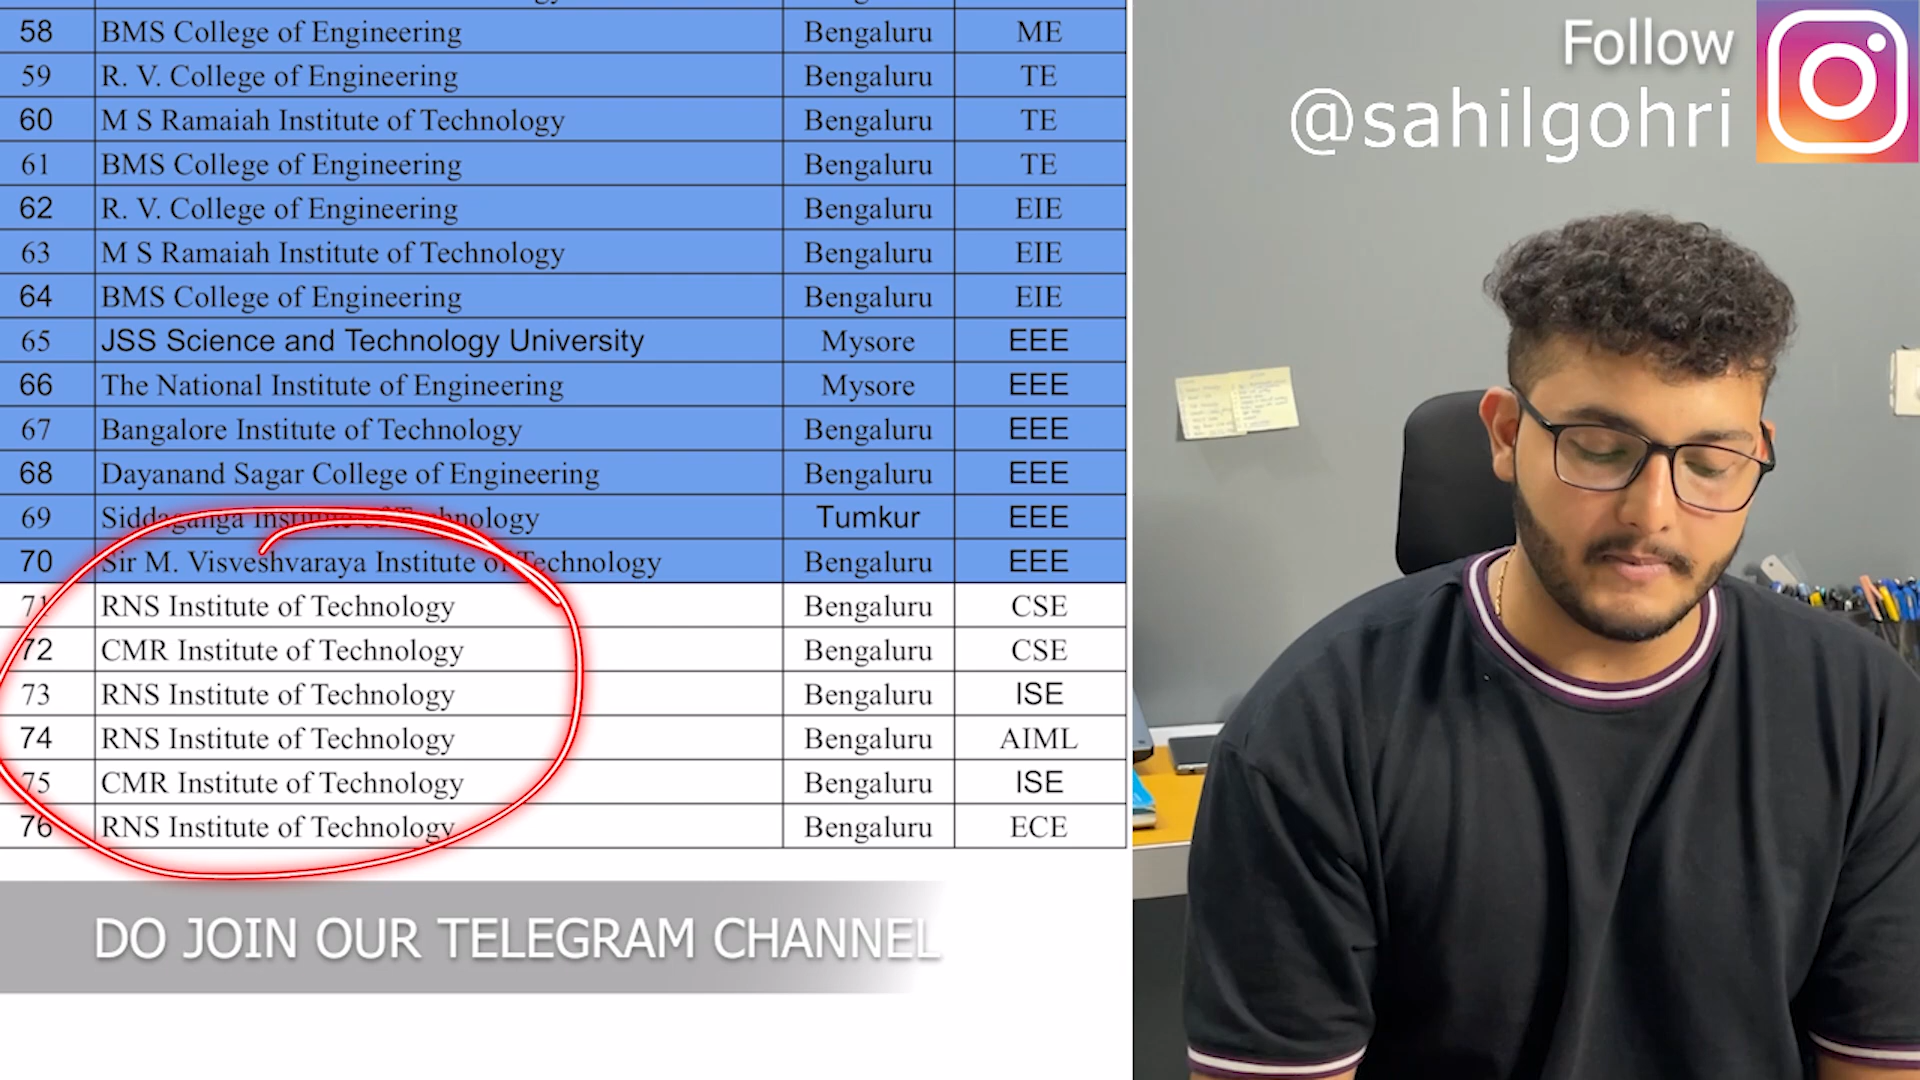 58 BMS College of Engineering Bengaluru ME
59 R. V. College of Engineering Bengaluru TE
60 M S Ramaiah Institute of Technology Bengaluru TE
61 BMS College of Engineering Bengaluru TE
62 R. V. College of Engineering Bengaluru EIE
63 M S Ramaiah Institute of Technology Bengaluru EIE
64 BMS College of Engineering Bengaluru EIE
65 JSS Science and Technology University Mysore EEE
66 The National Institute of Engineering Mysore EEE
67 Bangalore Institute of Technology Bengaluru EEE
68 Dayanand Sagar College of Engineering Bengaluru EEE
69 Siddaganga Institute of Technology Tumkur EEE
70 Sir M. Visveshvaraya Institute of Technology Bengaluru EEE
71 RNS Institute of Technology Bengaluru CSE
72 CMR Institute of Technology Bengaluru CSE
73 RNS Institute of Technology Bengaluru ISE
74 RNS Institute of Technology Bengaluru AIML
75 CMR Institute of Technology Bengaluru ISE
76 RNS Institute of Technology Bengaluru ECE
DO JOIN OUR TELEGRAM CHANNEL
Follow
@sahilgohri